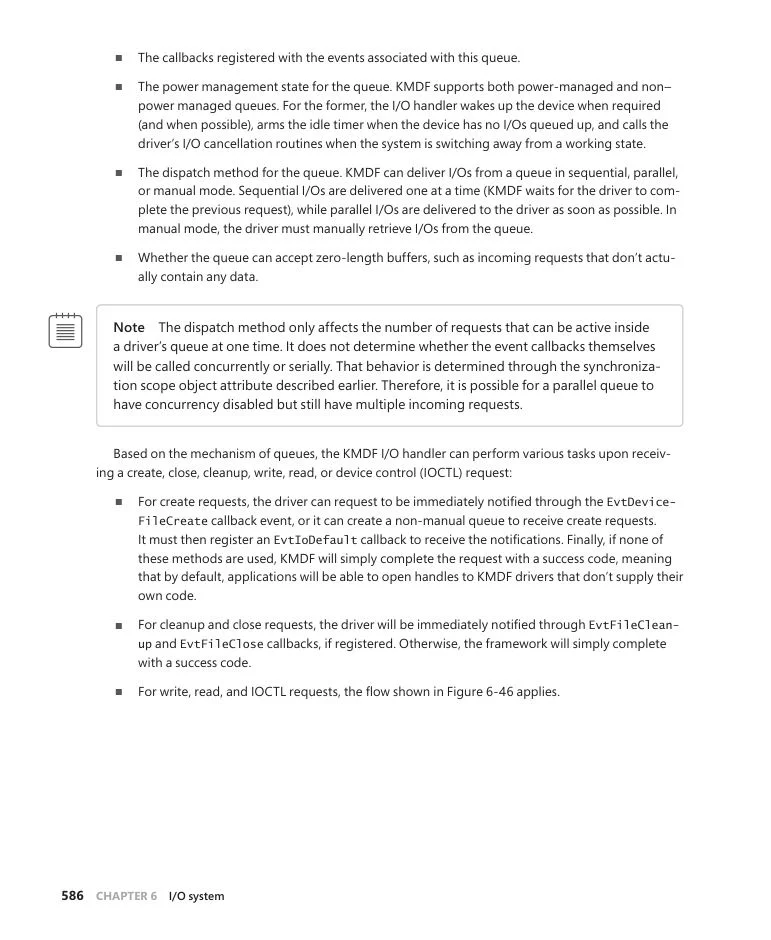 ■ The callbacks registered with the events associated with this queue.
■ The power management state for the queue. KMDF supports both power-managed and non–
power managed queues. For the former, the I/O handler wakes up the device when required
(and when possible), arms the idle timer when the device has no I/Os queued up, and calls the
driver’s I/O cancellation routines when the system is switching away from a working state.
■ The dispatch method for the queue. KMDF can deliver I/Os from a queue in sequential, parallel,
or manual mode. Sequential I/Os are delivered one at a time (KMDF waits for the driver to com-
plete the previous request), while parallel I/Os are delivered to the driver as soon as possible. In
manual mode, the driver must manually retrieve I/Os from the queue.
■ Whether the queue can accept zero-length buffers, such as incoming requests that don’t actu-
ally contain any data.
Note The dispatch method only affects the number of requests that can be active inside
a driver’s queue at one time. It does not determine whether the event callbacks themselves
will be called concurrently or serially. That behavior is determined through the synchroniza-
tion scope object attribute described earlier. Therefore, it is possible for a parallel queue to
have concurrency disabled but still have multiple incoming requests.
Based on the mechanism of queues, the KMDF I/O handler can perform various tasks upon receiv-
ing a create, close, cleanup, write, read, or device control (IOCTL) request:
■ For create requests, the driver can request to be immediately notified through the EvtDevice-
FileCreate callback event, or it can create a non-manual queue to receive create requests.
It must then register an EvtIoDefault callback to receive the notifications. Finally, if none of
these methods are used, KMDF will simply complete the request with a success code, meaning
that by default, applications will be able to open handles to KMDF drivers that don’t supply their
own code.
■ For cleanup and close requests, the driver will be immediately notified through EvtFileClean-
up and EvtFileClose callbacks, if registered. Otherwise, the framework will simply complete
with a success code.
■ For write, read, and IOCTL requests, the flow shown in Figure 6-46 applies.
586 CHAPTER 6 I/O system